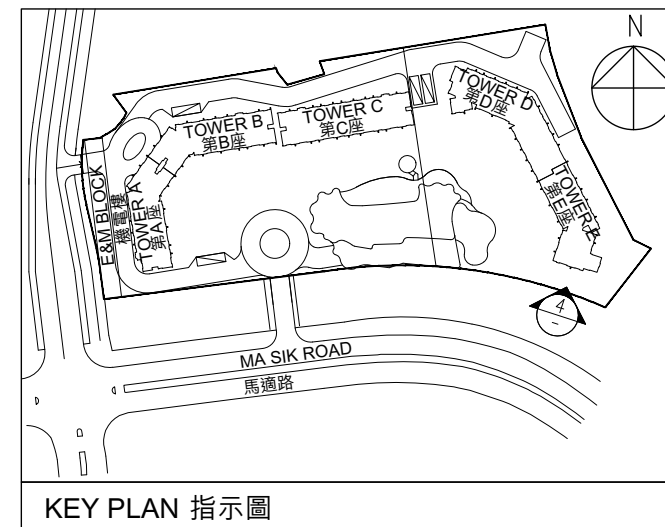 N
TOWER B
第B座
TOWER C
第C座
TOWER D
第D座
E&M BLOCK
機電樓
TOWER A
第A座
TOWER E
第E座
4
-
MA SIK ROAD
馬適路
KEY PLAN 指示圖